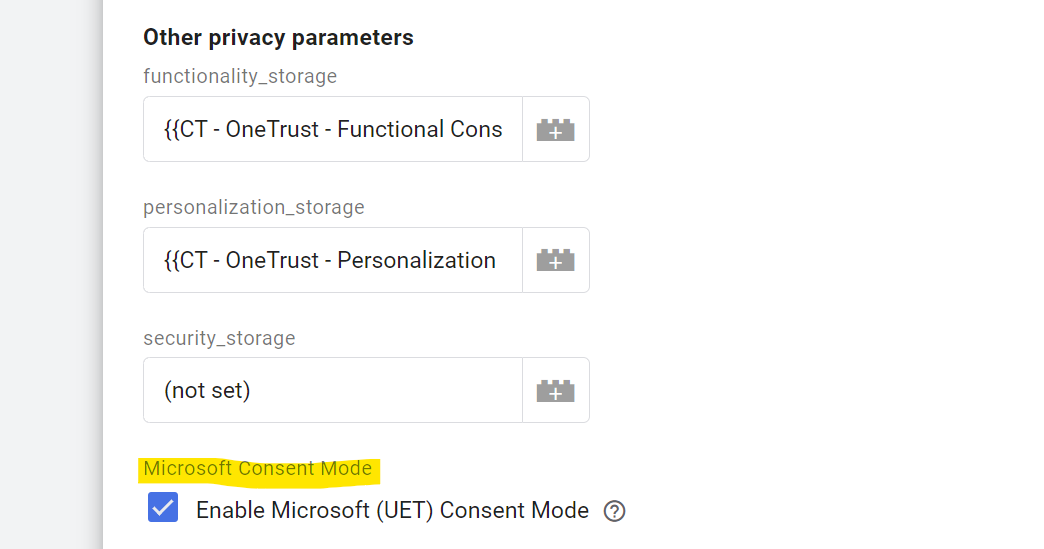 Other privacy parameters
functionality_storage
{{CT - OneTrust - Functional Cons
personalization_storage
{{CT - OneTrust - Personalization
security_storage
(not set)
Microsoft Consent Mode
Enable Microsoft (UET) Consent Mode